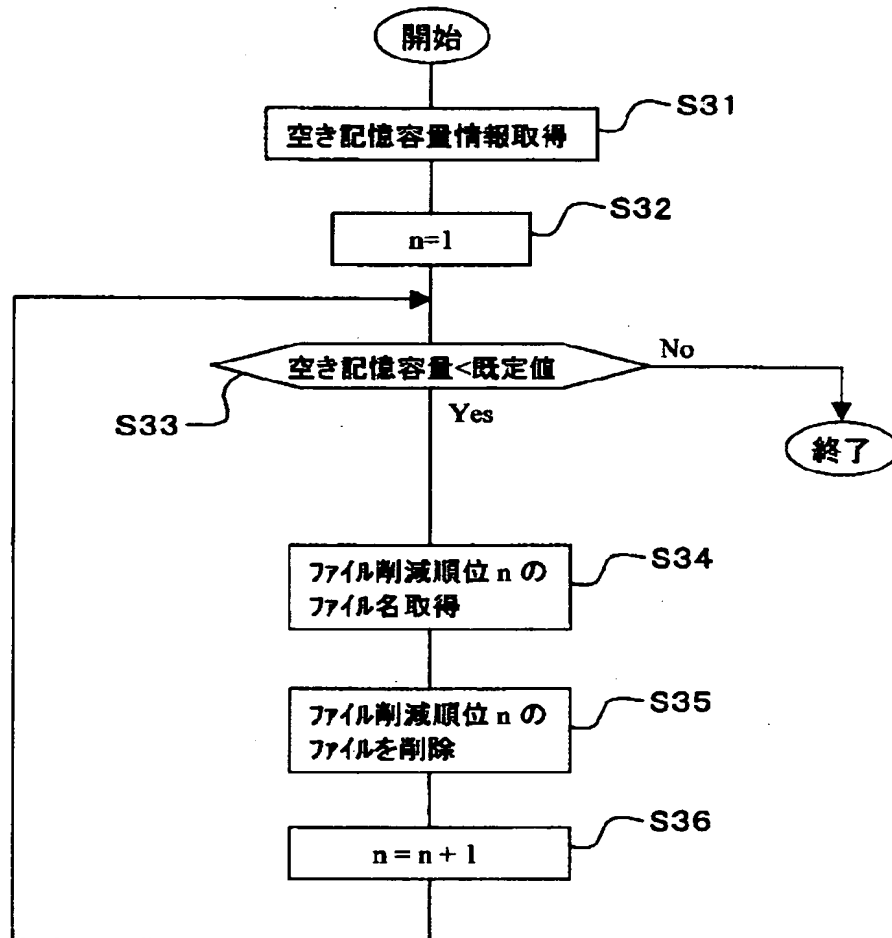 開始
空き記憶容量情報取得
S31
n=1
S32
空き記憶容量<既定値
No
S33
Yes
終了
ファイル削減順位 n の
ファイル名取得
S34
ファイル削減順位 n の
ファイルを削除
S35
n = n + 1
S36